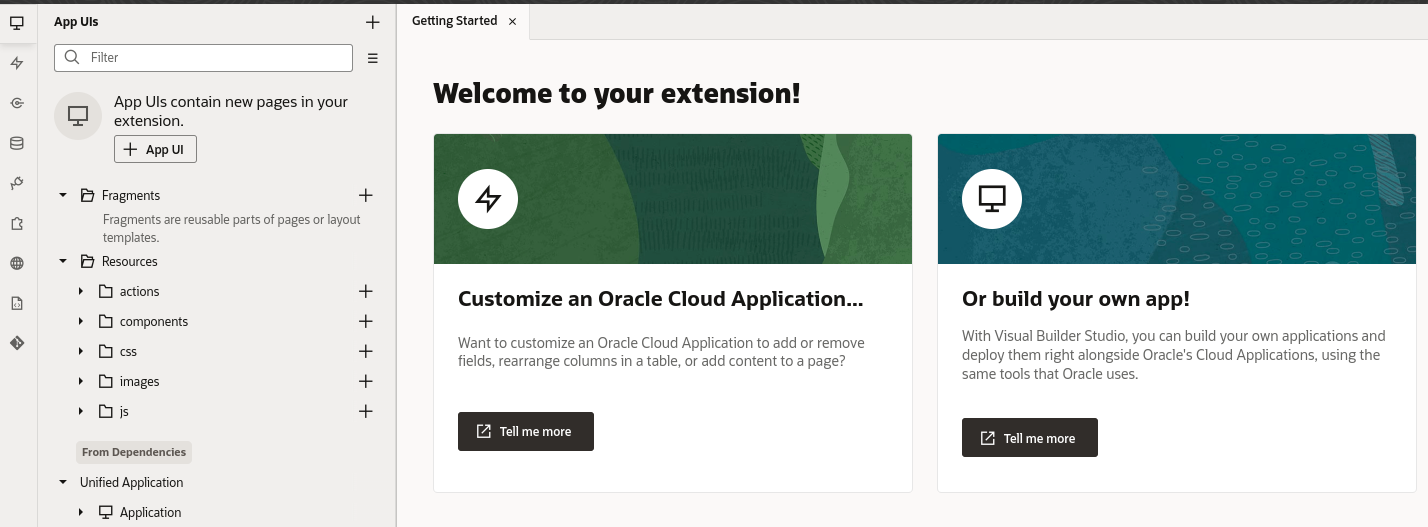 App UIs
Filter
App UIs contain new pages in your
extension.
App UI
Fragments
Fragments are reusable parts of pages or layout
templates.
Resources
actions
components
css
images
js
From Dependencies
Unified Application
Application
Getting Started
Welcome to your extension!
Customize an Oracle Cloud Application...
Want to customize an Oracle Cloud Application to add or remove
fields, rearrange columns in a table, or add content to a page?
Tell me more
Or build your own app!
With Visual Builder Studio, you can build your own applications and
deploy them right alongside Oracle's Cloud Applications, using the
same tools that Oracle uses.
Tell me more